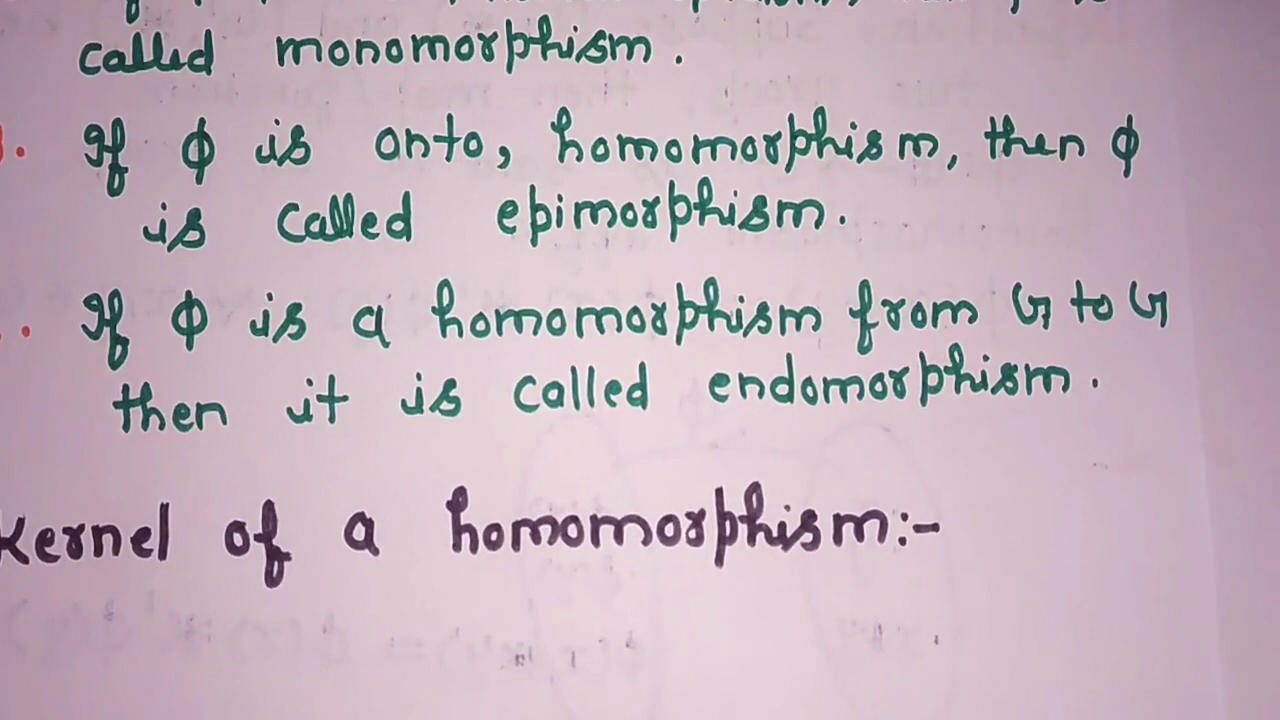 called monomorphism.
3. If ϕ is onto, homomorphism, then ϕ
is called epimorphism.
. If ϕ is a homomorphism from G to G
then it is called endomorphism.
Kernel of a homomorphism:-